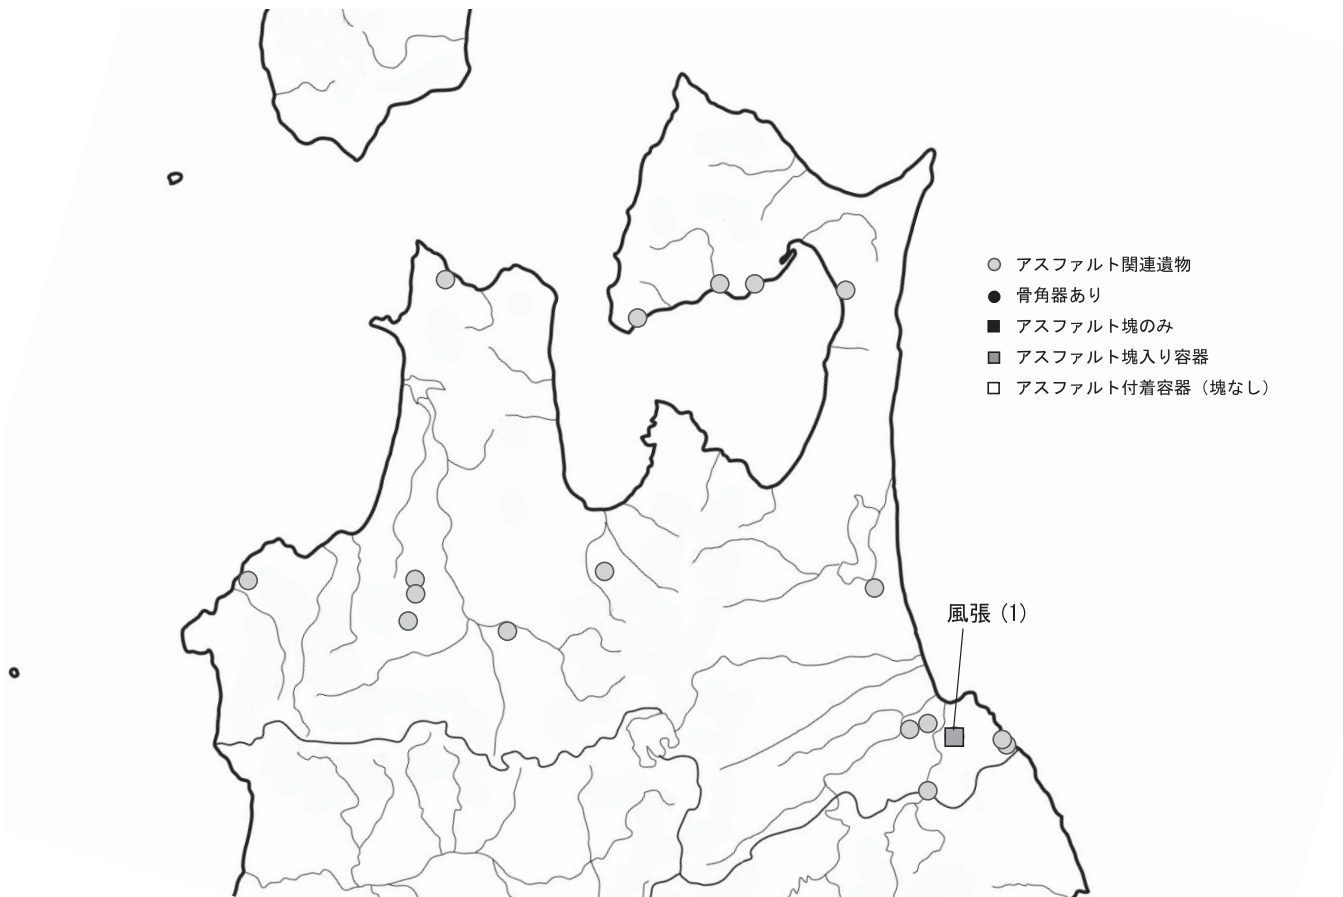 アスファルト関連遺物
骨角器あり
アスファルト塊のみ
アスファルト塊入り容器
アスファルト付着容器（塊なし）
風張（1）